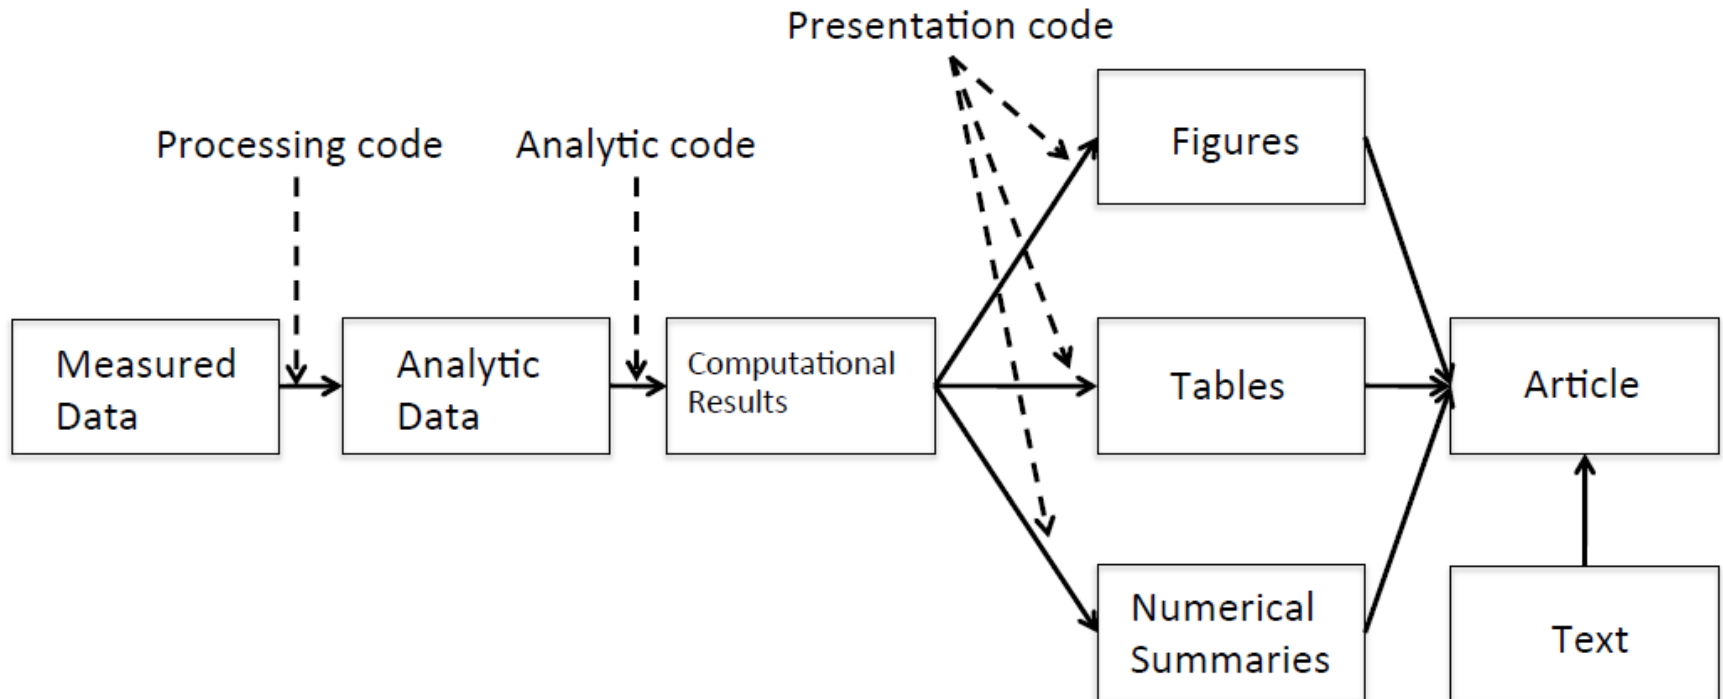 Presentation code
Processing code
Analytic code
Figures
Measured
Data
Analytic
Data
Computational
Results
Tables
Article
Numerical
Summaries
Text